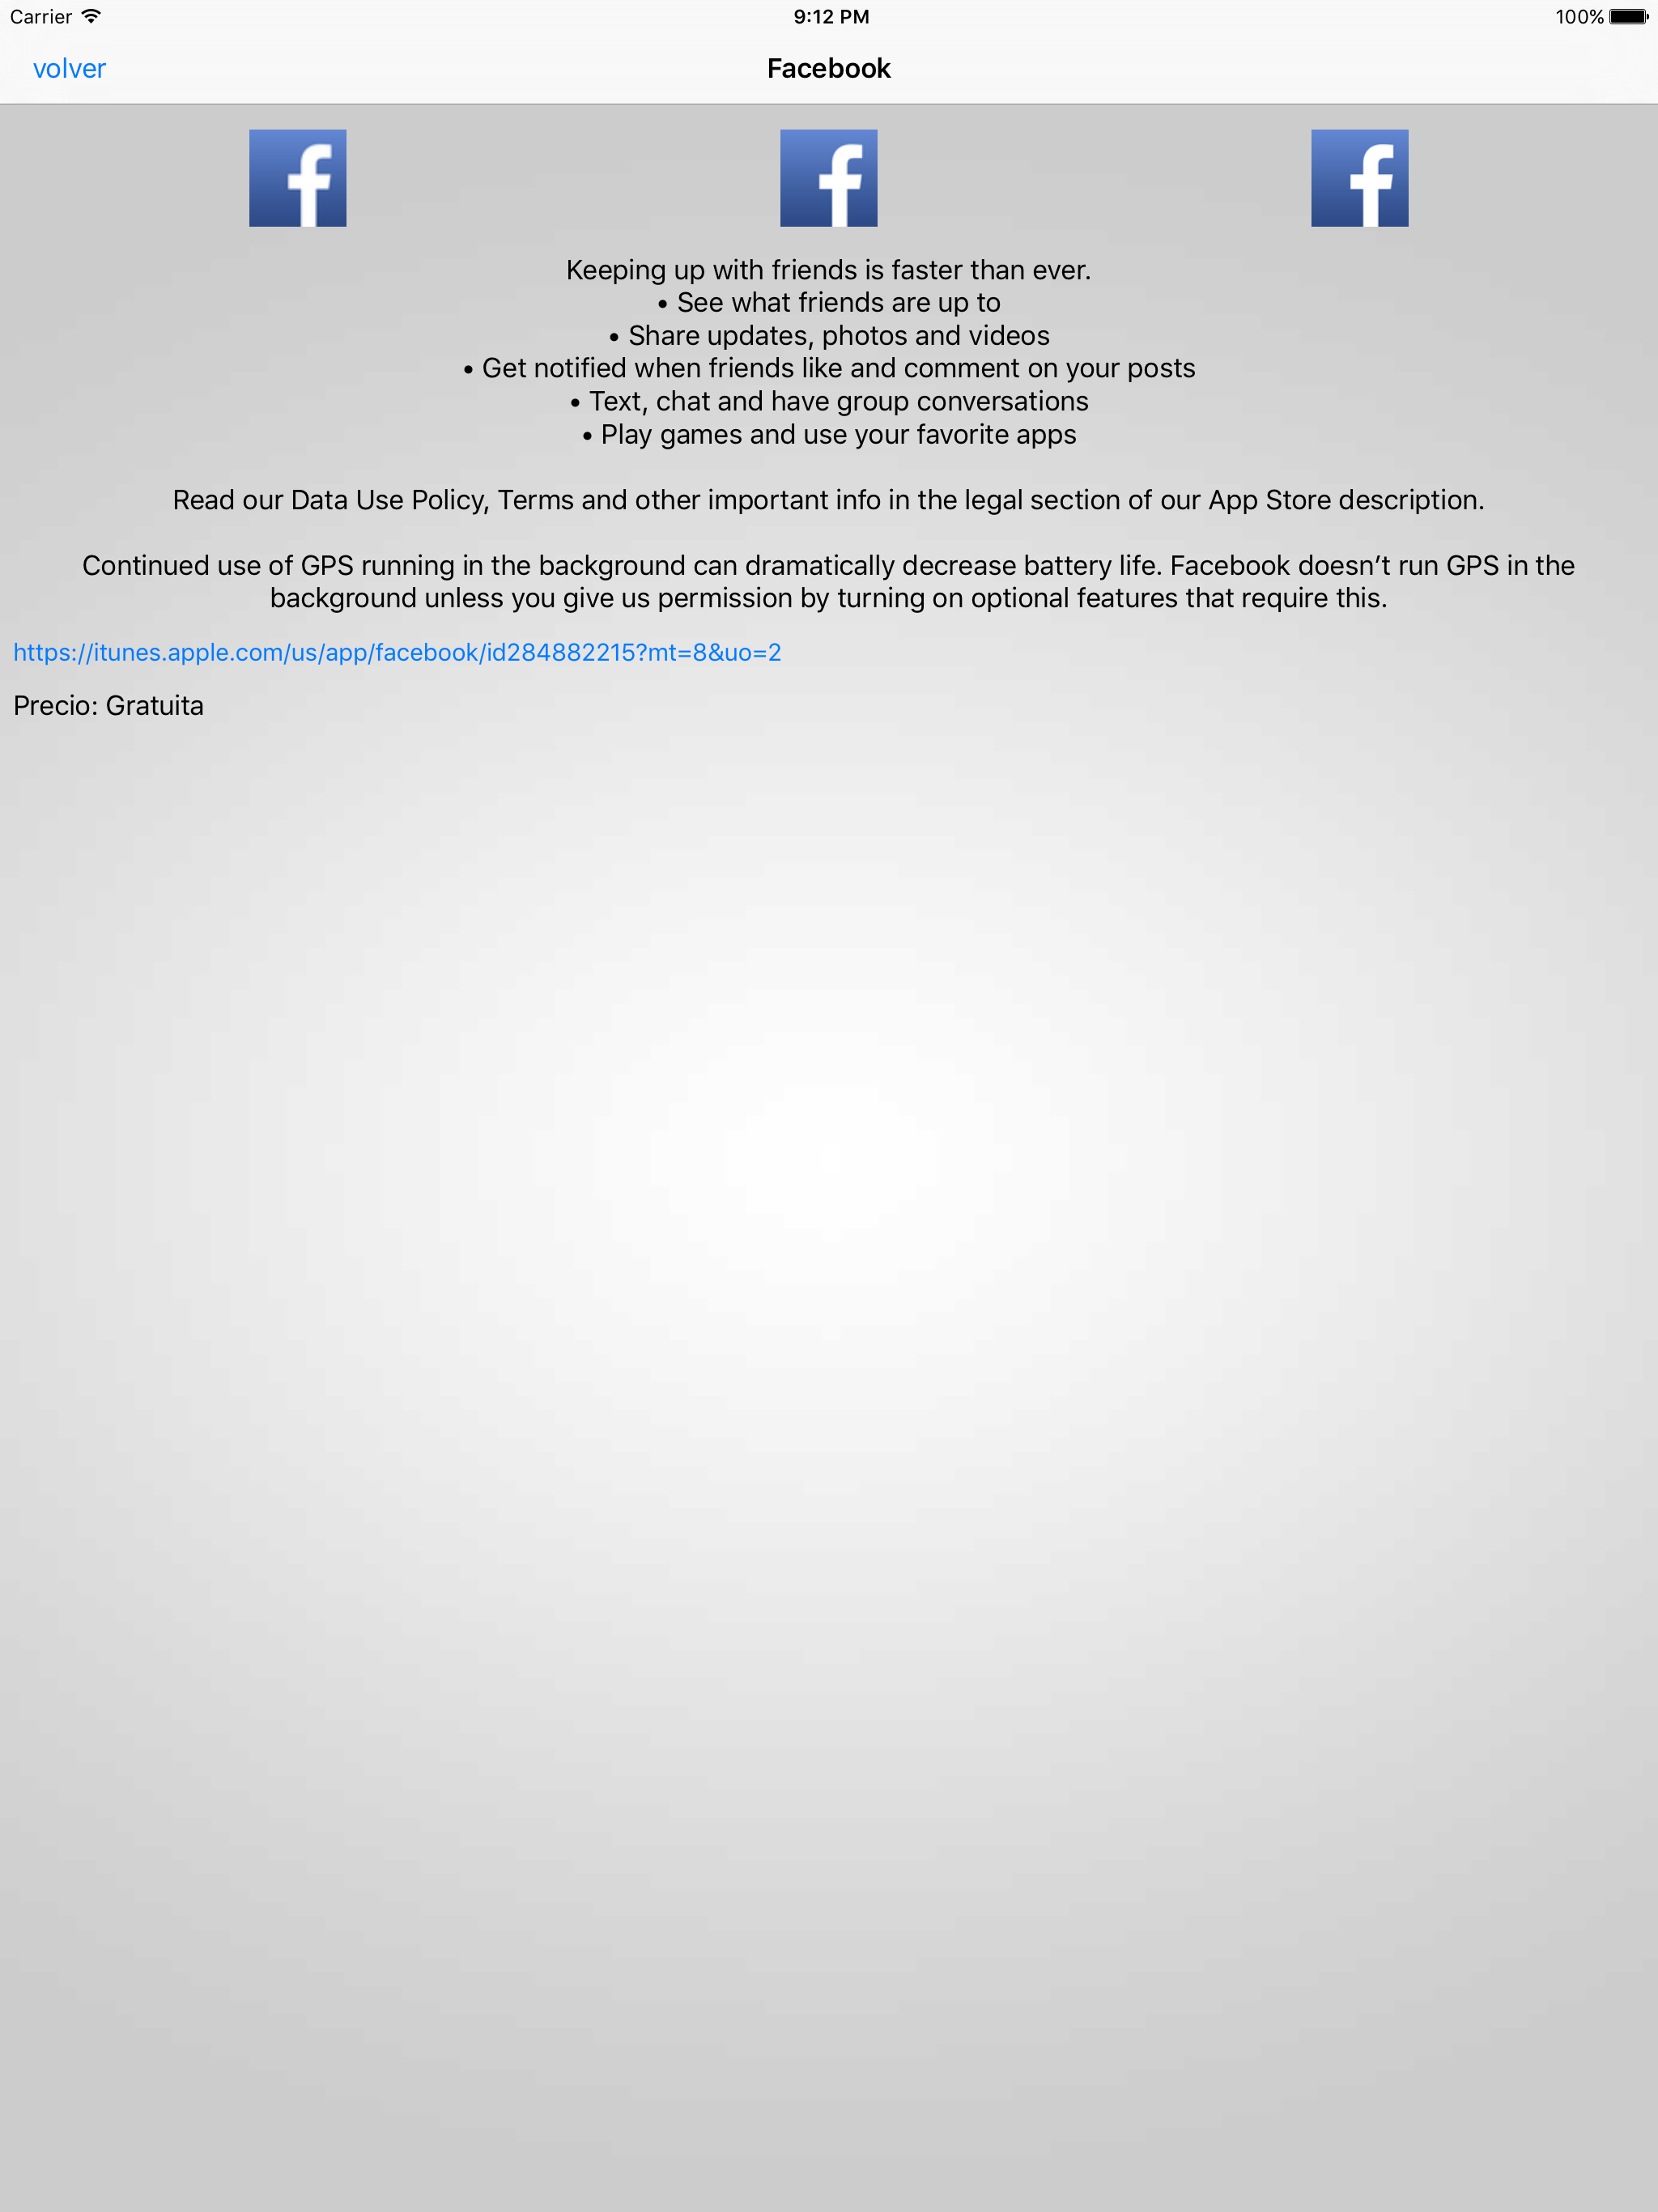 Carrier 9:12 PM 100%
volver Facebook
Keeping up with friends is faster than ever.
• See what friends are up to
• Share updates, photos and videos
• Get notified when friends like and comment on your posts
• Text, chat and have group conversations
• Play games and use your favorite apps
Read our Data Use Policy, Terms and other important info in the legal section of our App Store description.
Continued use of GPS running in the background can dramatically decrease battery life. Facebook doesn’t run GPS in the
background unless you give us permission by turning on optional features that require this.
https://itunes.apple.com/us/app/facebook/id284882215?mt=8&uo=2
Precio: Gratuita